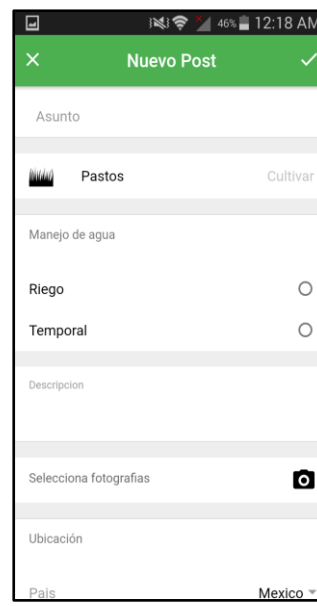 46% 12:18 AM
Nuevo Post
Asunto
Pastos Cultivar
Manejo de agua
Riego
Temporal
Descripcion
Selecciona fotografias
Ubicación
Pais Mexico